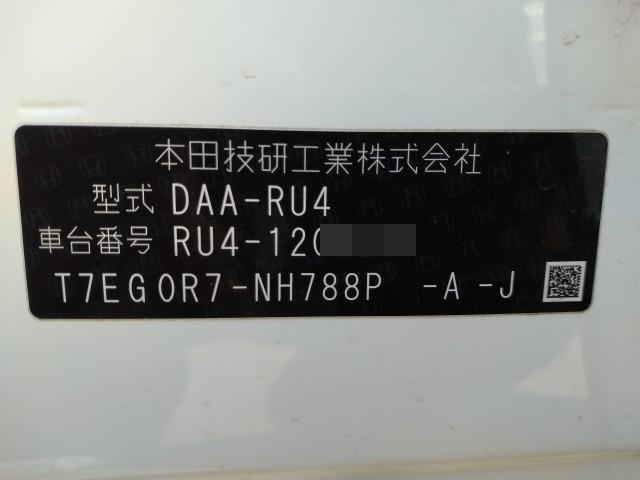 本田技研工業株式会社
型式 DAA-RU4
車台番号 RU4-120
T7EG0R7-NH788P -A -J